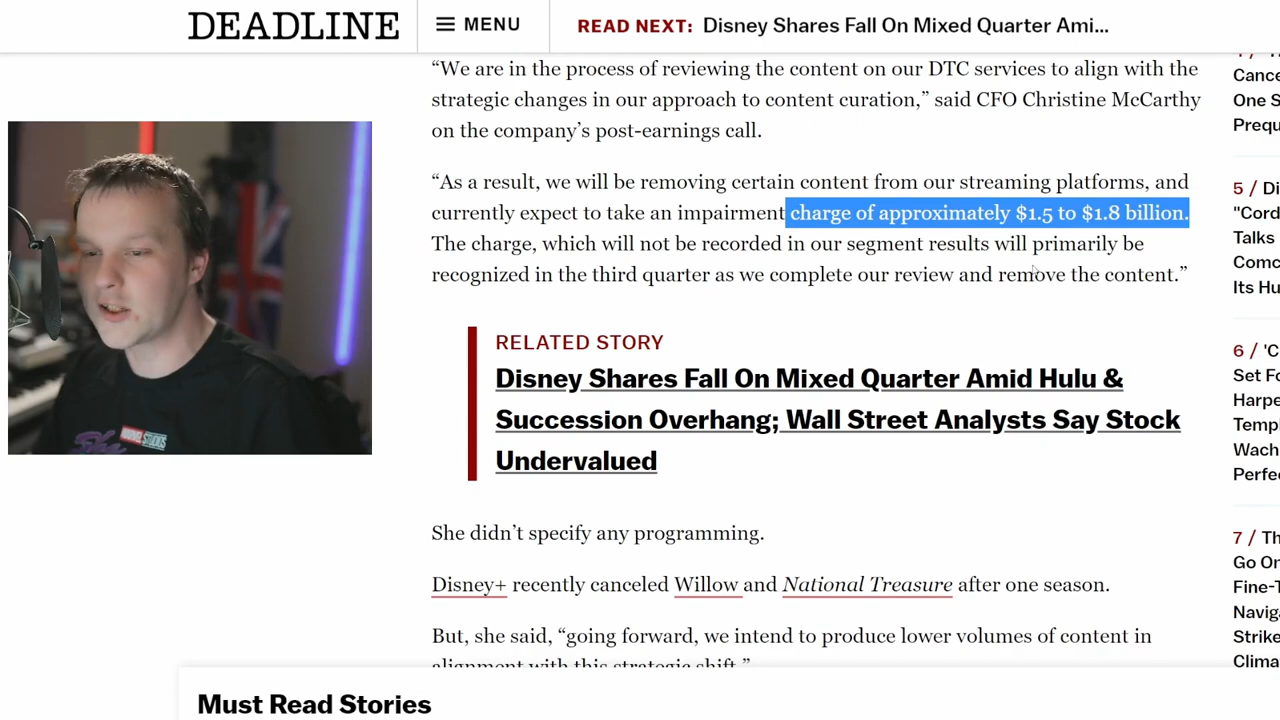 DEADLINE
MENU
READ NEXT: Disney Shares Fall On Mixed Quarter Ami...
“We are in the process of reviewing the content on our DTC services to align with the
strategic changes in our approach to content curation,” said CFO Christine McCarthy
on the company’s post-earnings call.
“As a result, we will be removing certain content from our streaming platforms, and
currently expect to take an impairment charge of approximately $1.5 to $1.8 billion.
The charge, which will not be recorded in our segment results will primarily be
recognized in the third quarter as we complete our review and remove the content.”
RELATED STORY
Disney Shares Fall On Mixed Quarter Amid Hulu &
Succession Overhang; Wall Street Analysts Say Stock
Undervalued
She didn’t specify any programming.
Disney+ recently canceled Willow and National Treasure after one season.
But, she said, “going forward, we intend to produce lower volumes of content in
alignment with this strategic shift.”
Must Read Stories
Cance
One S
Prequ
5 / Di
"Cord
Talks
Comc
Its Hu
6 / 'C
Set Fo
Harpe
Temp
Wach
Perfe
7 / Th
Go On
Fine-T
Naviga
Strike
Clima
MARVEL STUDIOS